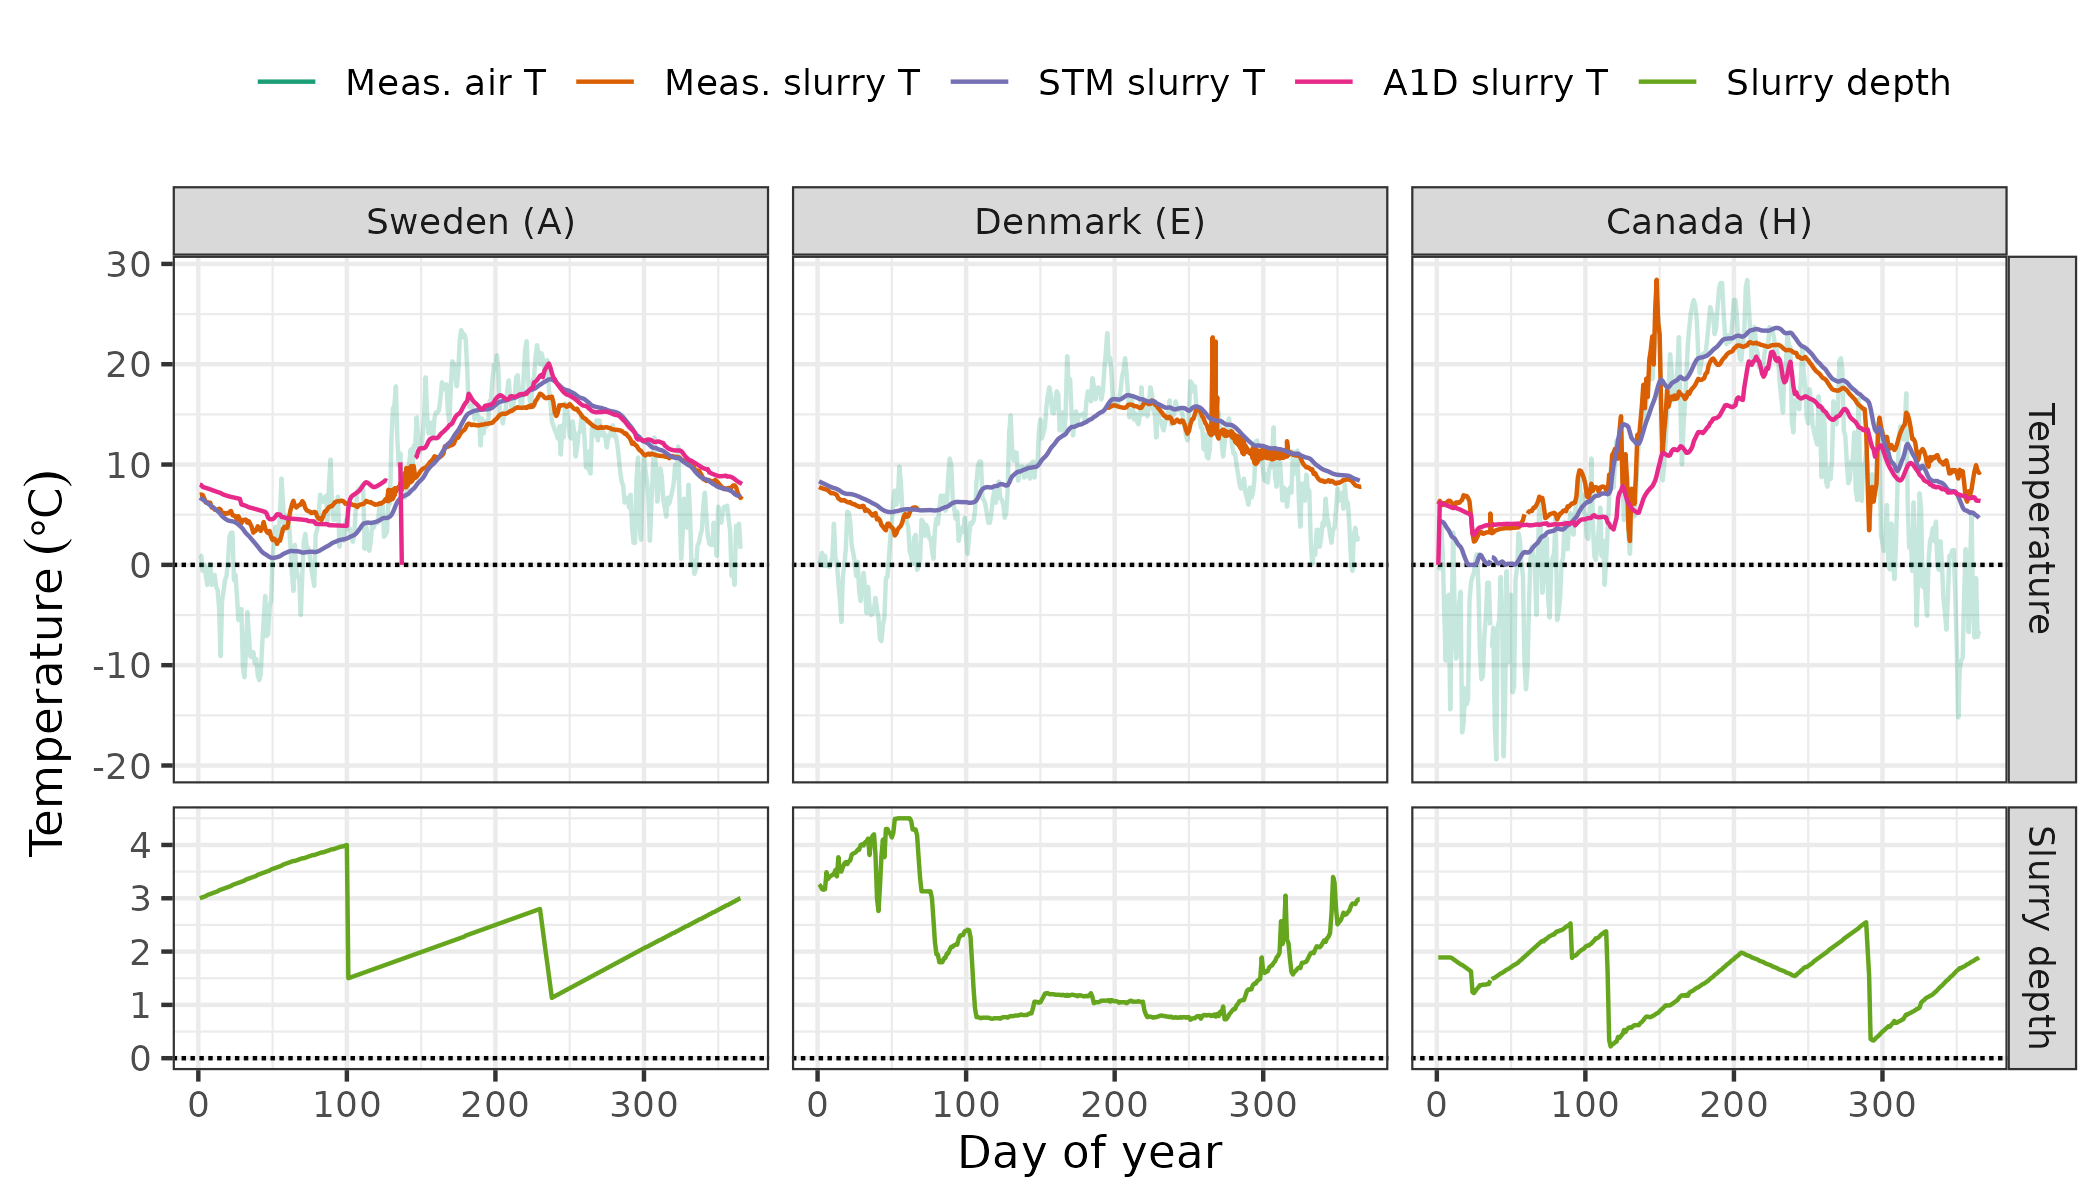 Meas. air T Meas. slurry T STM slurry T A1D slurry T Slurry depth
Sweden (A) Denmark (E) Canada (H)
30
20
10
0
-10
-20
Temperature
4
3
2
1
0
Slurry depth
Temperature (°C)
0 100 200 300 0 100 200 300 0 100 200 300
Day of year